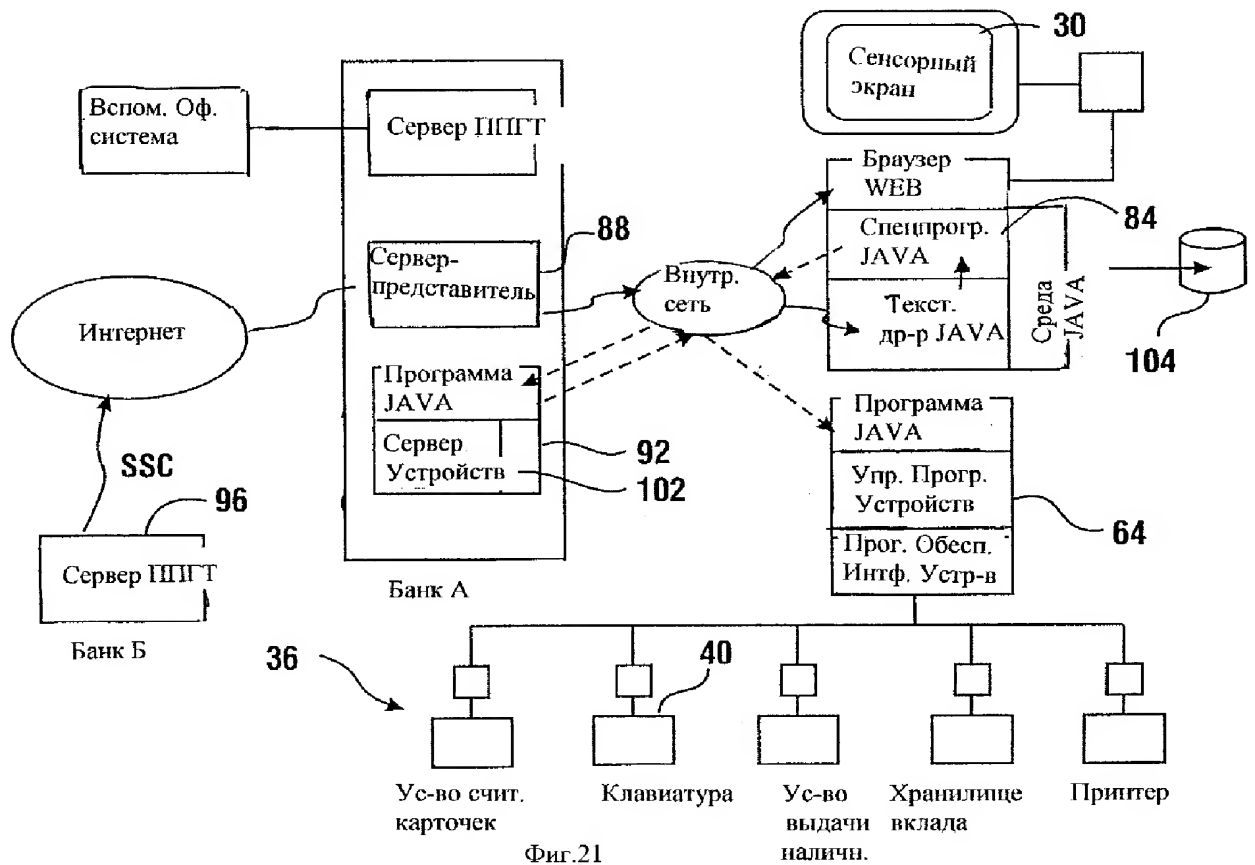 30
Сенсорный
экран
Вспом. Оф.
система
Сервер ППГТ
Браузер
WEB
84
Спецпрогр.
JAVA
88
Сервер-
представитель
Внутр.
сеть
Текст.
др-р JAVA
Среда
JAVA
104
Интернет
Программа
JAVA
Сервер
Устройств
92
102
Программа
JAVA
Упр. Прогр.
Устройств
64
Прог. Обесп.
Интф. Устр-в
SSC
96
Сервер ППГТ
Банк Б
Банк А
36
40
Ус-во счит.
карточек
Клавиатура
Ус-во
выдачи
наличн.
Хранилище
вклада
Принтер
Фиг.21